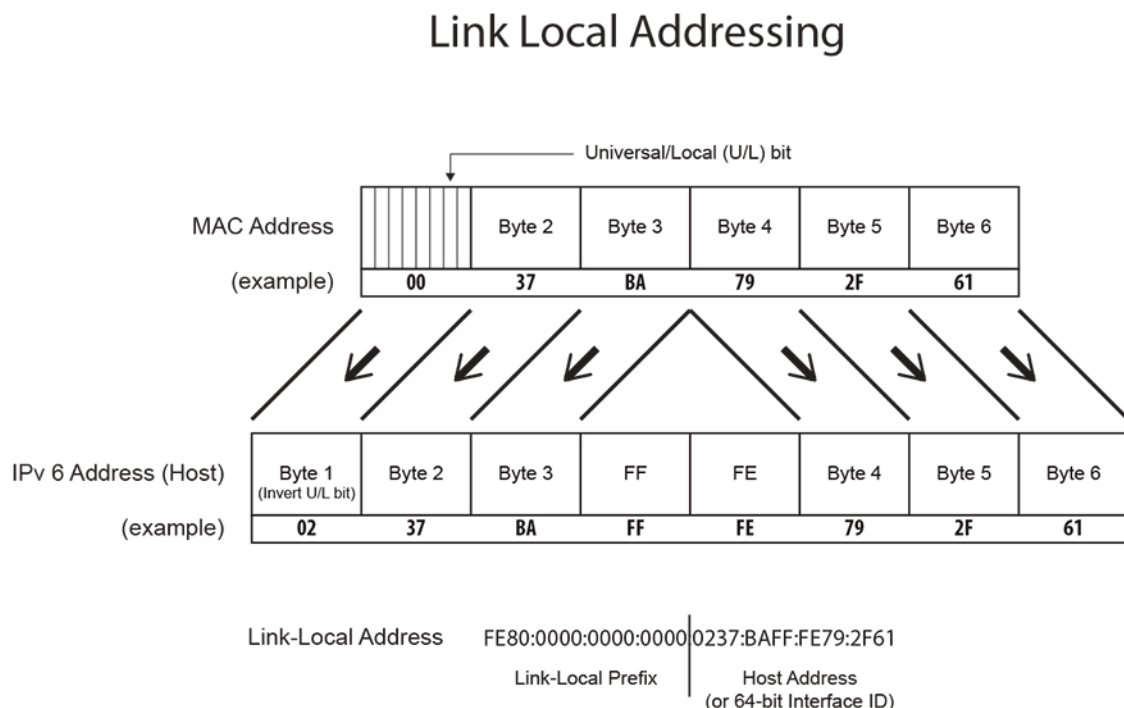 Link Local Addressing
Universal/Local (U/L) bit
MAC Address Byte 2 Byte 3 Byte 4 Byte 5 Byte 6
(example) 00 37 BA 79 2F 61
IPv 6 Address (Host) Byte 1 Byte 2 Byte 3 FF FE Byte 4 Byte 5 Byte 6
(Invert U/L bit)
(example) 02 37 BA FF FE 79 2F 61
Link-Local Address FE80:0000:0000:0000:0237:BAFF:FE79:2F61
Link-Local Prefix Host Address
(or 64-bit Interface ID)